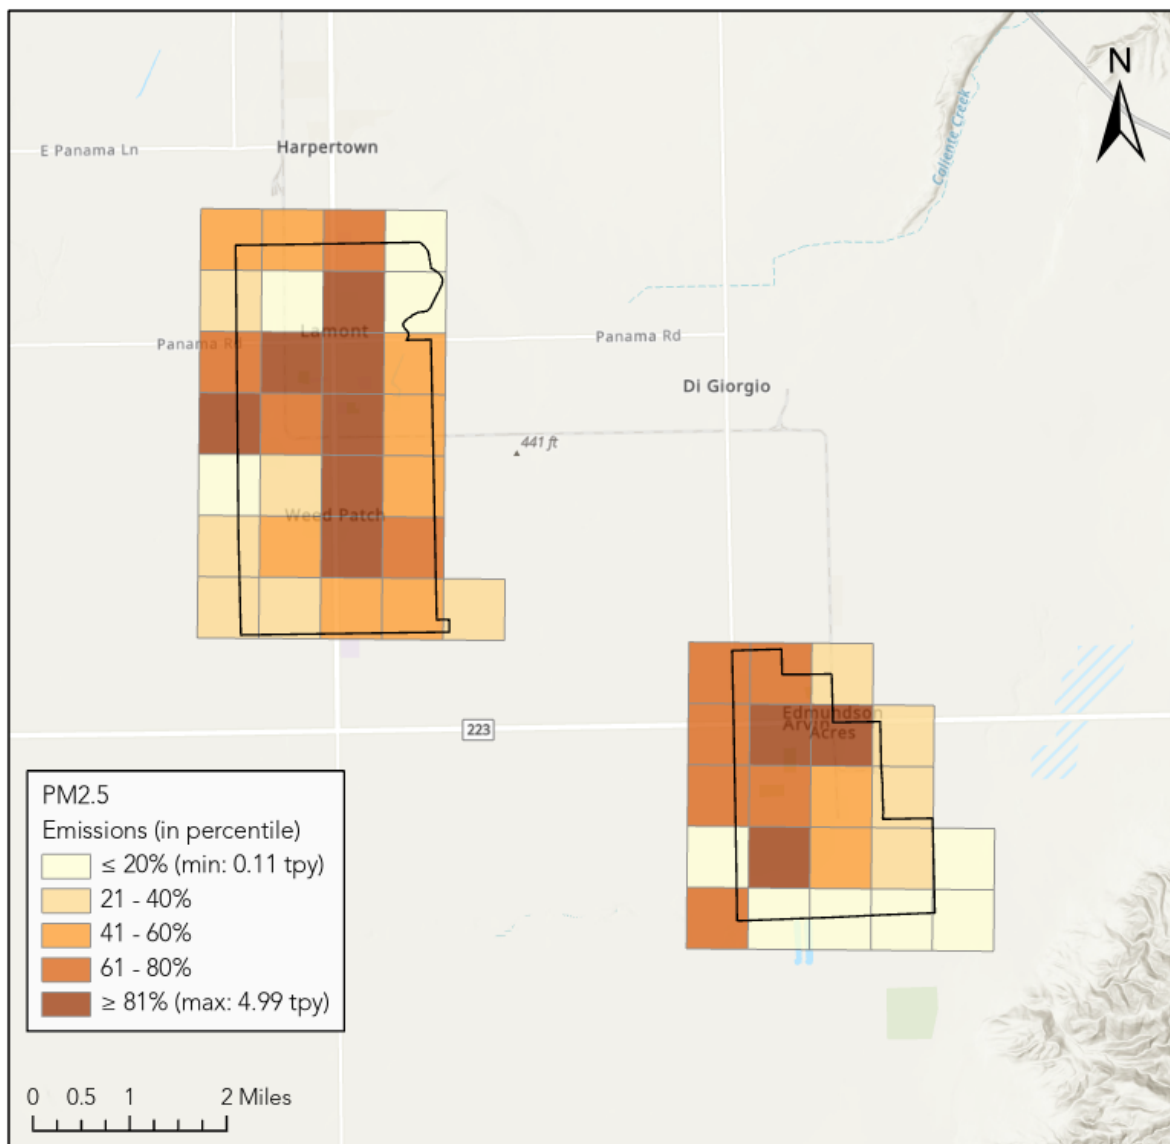 N
E Panama Ln
Harpertown
Caliente Creek
Lamont
Panama Rd
Panama Rd
Di Giorgio
441 ft
Weed Patch
Edmundson
Arvin
Acres
223
PM2.5
Emissions (in percentile)
≤ 20% (min: 0.11 tpy)
21 - 40%
41 - 60%
61 - 80%
≥ 81% (max: 4.99 tpy)
0 0.5 1 2 Miles